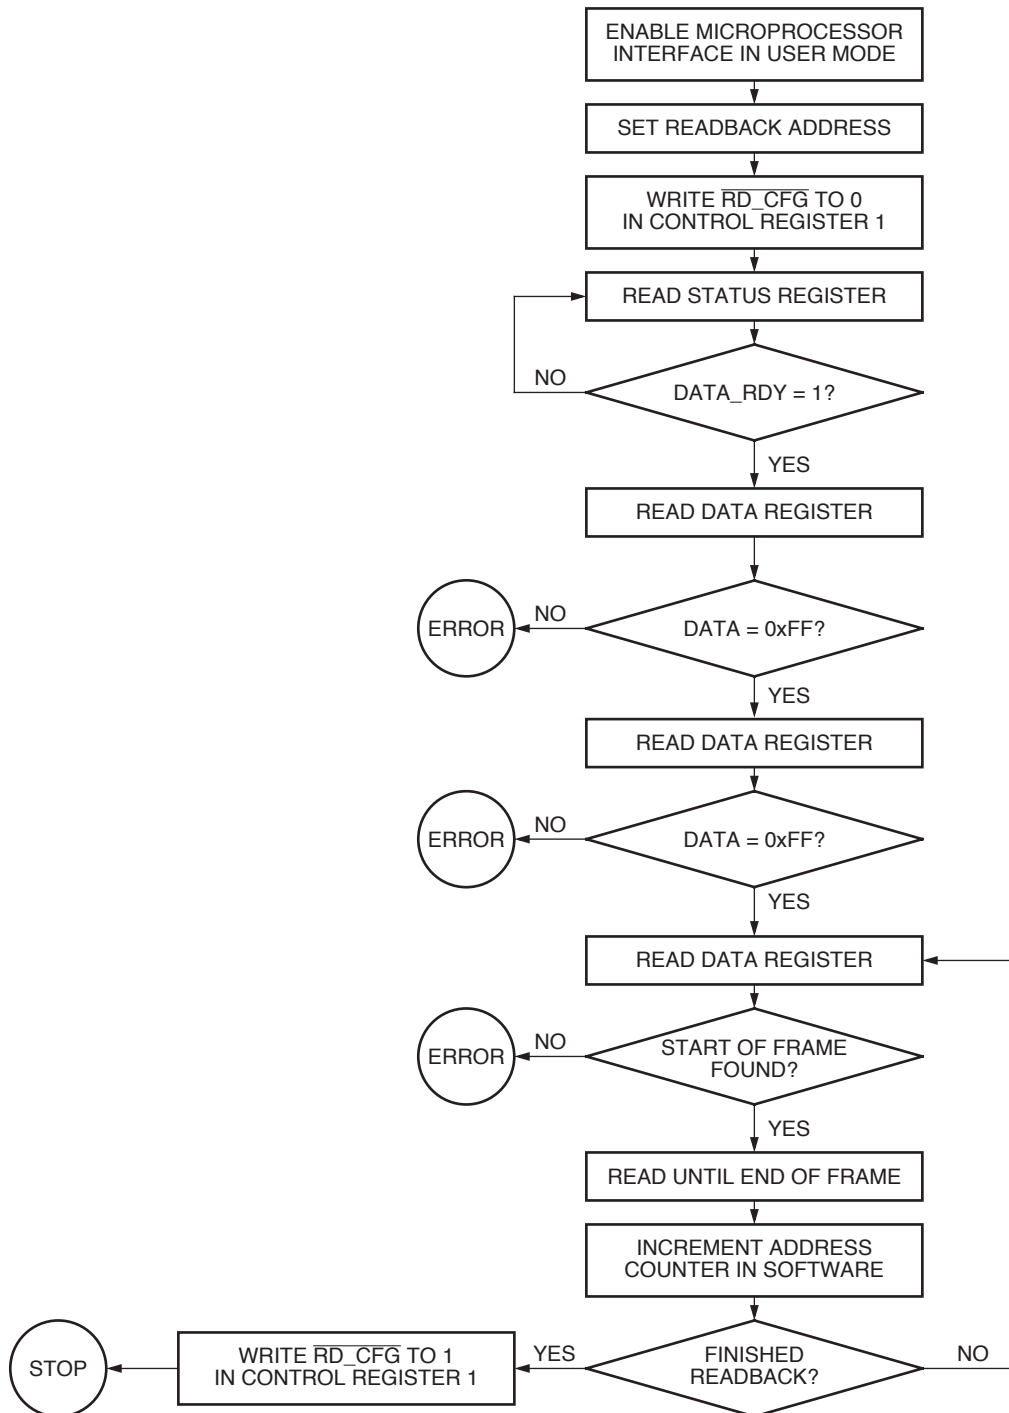 ENABLE MICROPROCESSOR
INTERFACE IN USER MODE
SET READBACK ADDRESS
WRITE RD_CFG TO 0
IN CONTROL REGISTER 1
READ STATUS REGISTER
NO
DATA_RDY = 1?
YES
READ DATA REGISTER
ERROR
NO
DATA = 0xFF?
YES
READ DATA REGISTER
ERROR
NO
DATA = 0xFF?
YES
READ DATA REGISTER
ERROR
NO
START OF FRAME
FOUND?
YES
READ UNTIL END OF FRAME
INCREMENT ADDRESS
COUNTER IN SOFTWARE
STOP
WRITE RD_CFG TO 1
IN CONTROL REGISTER 1
YES
FINISHED
READBACK?
NO